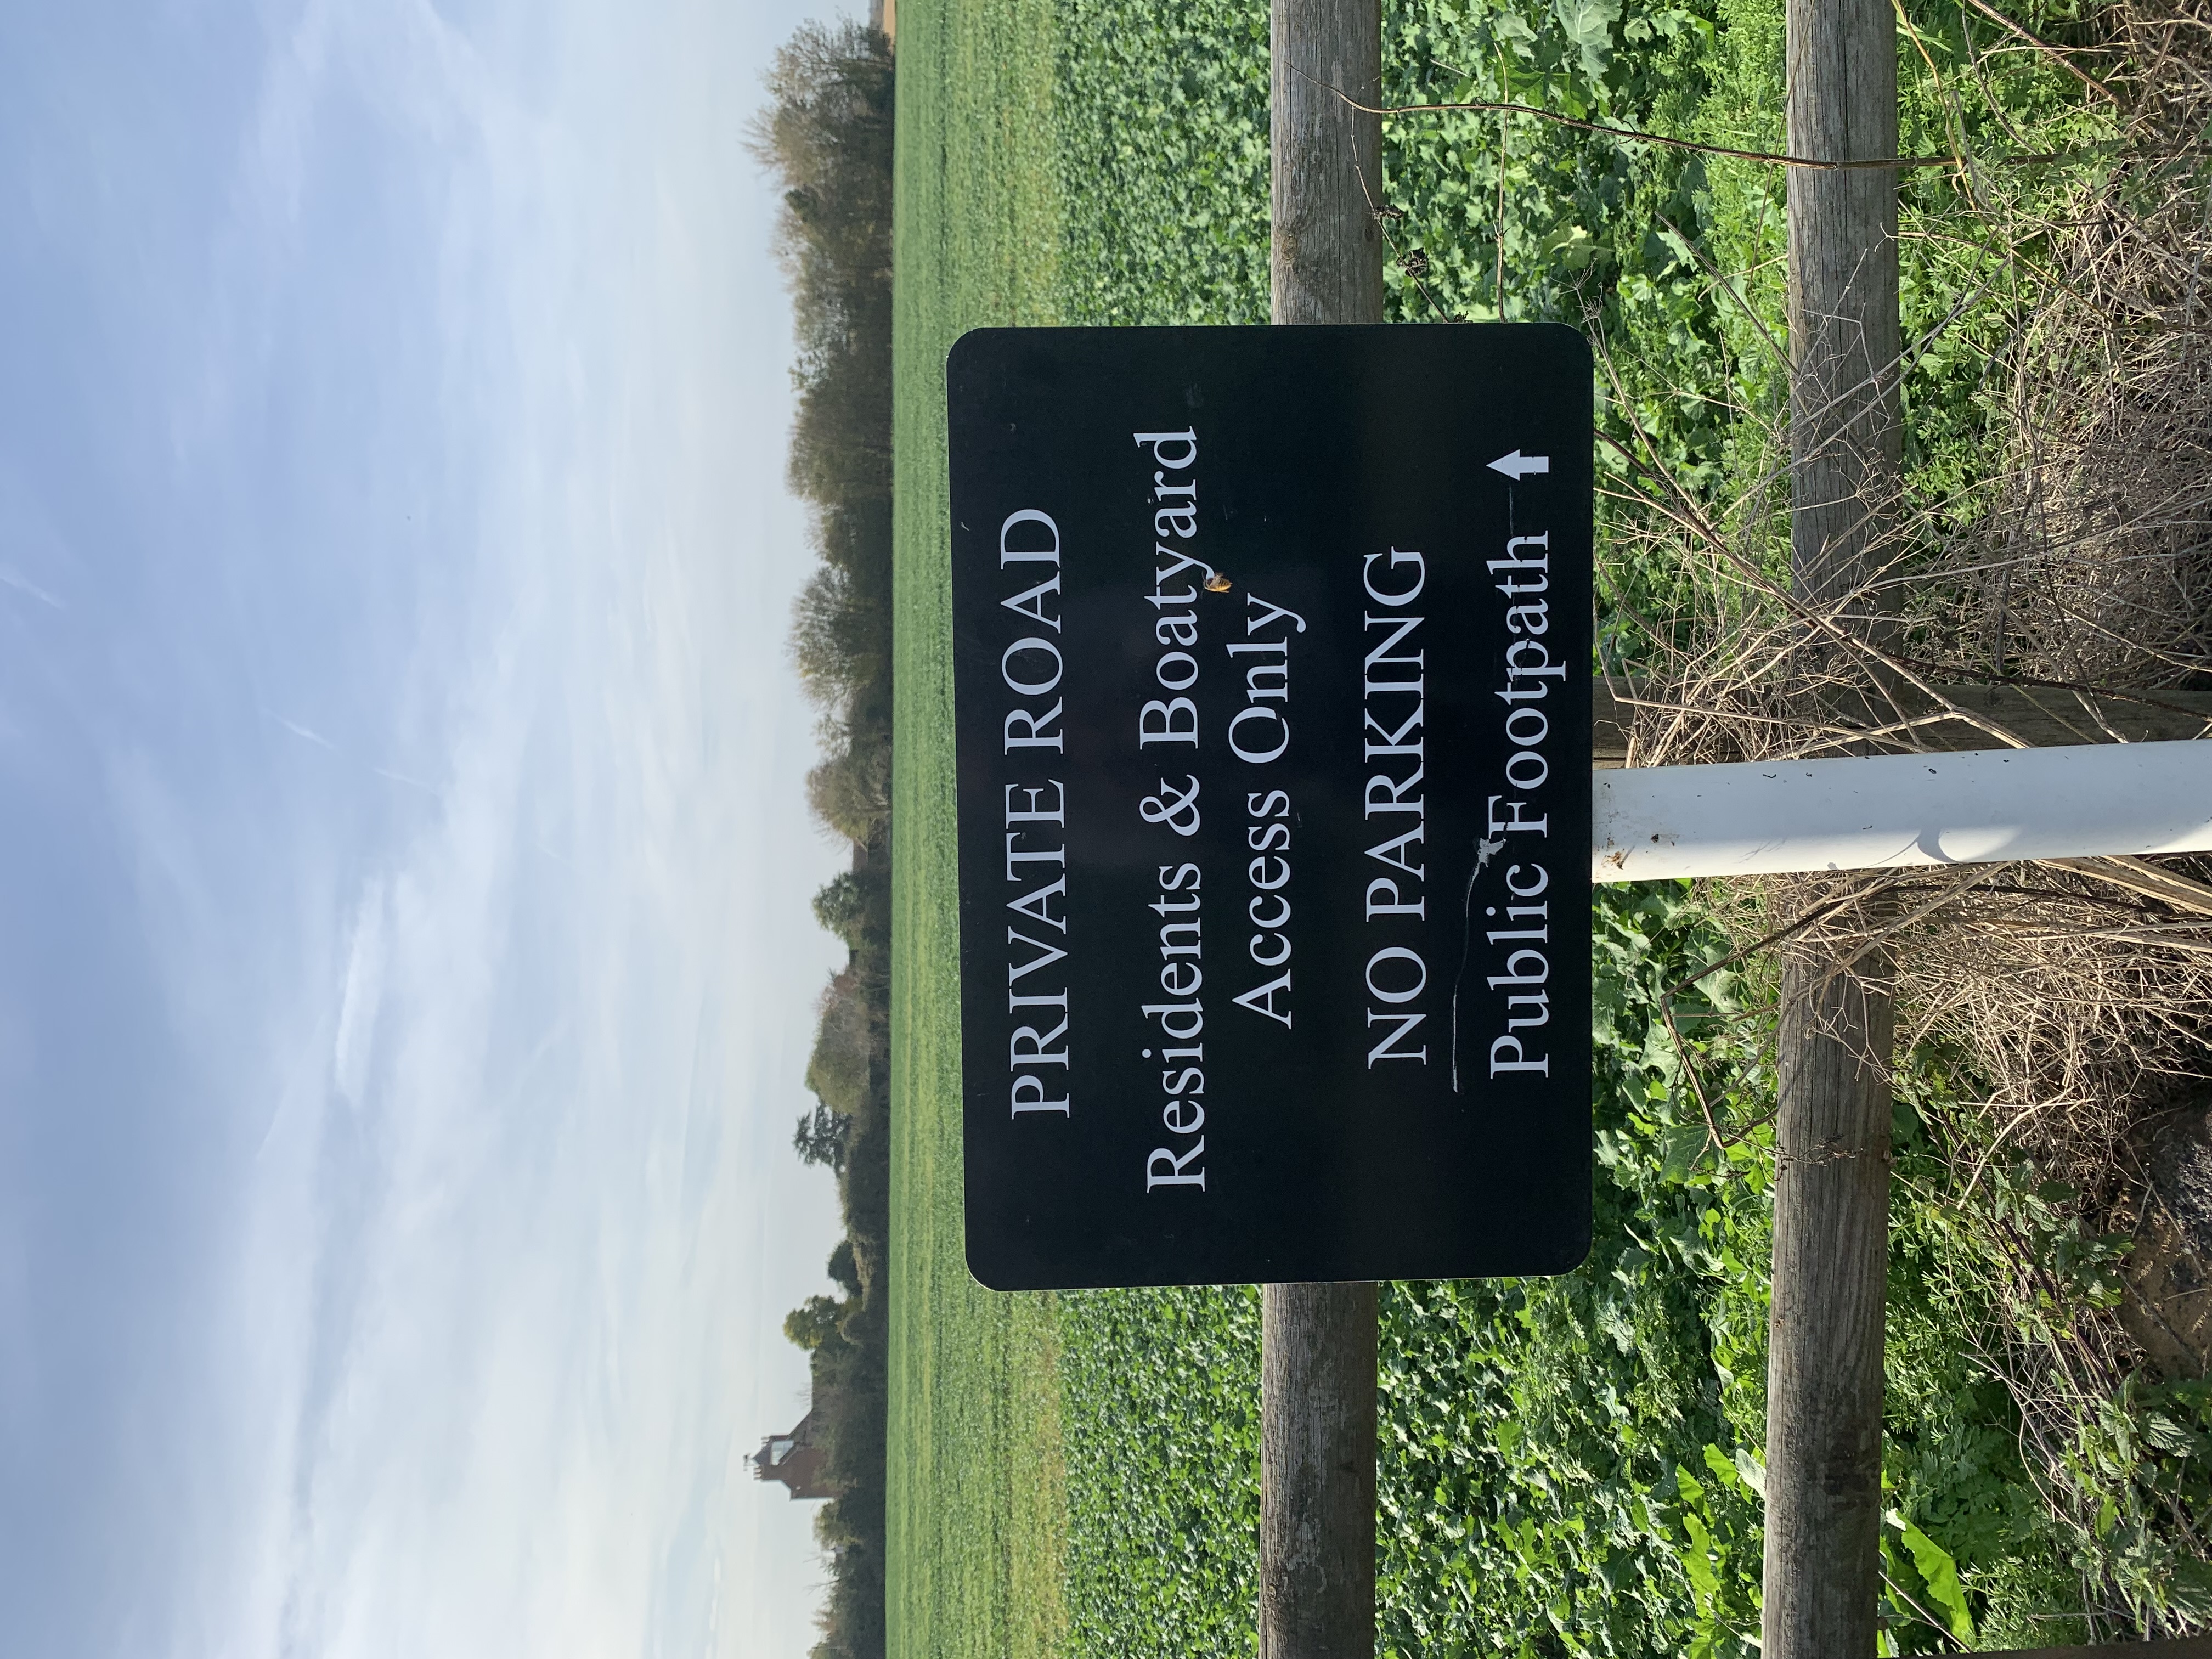 PRIVATE ROAD
Residents & Boatyard
Access Only
NO PARKING
Public Footpath ↑